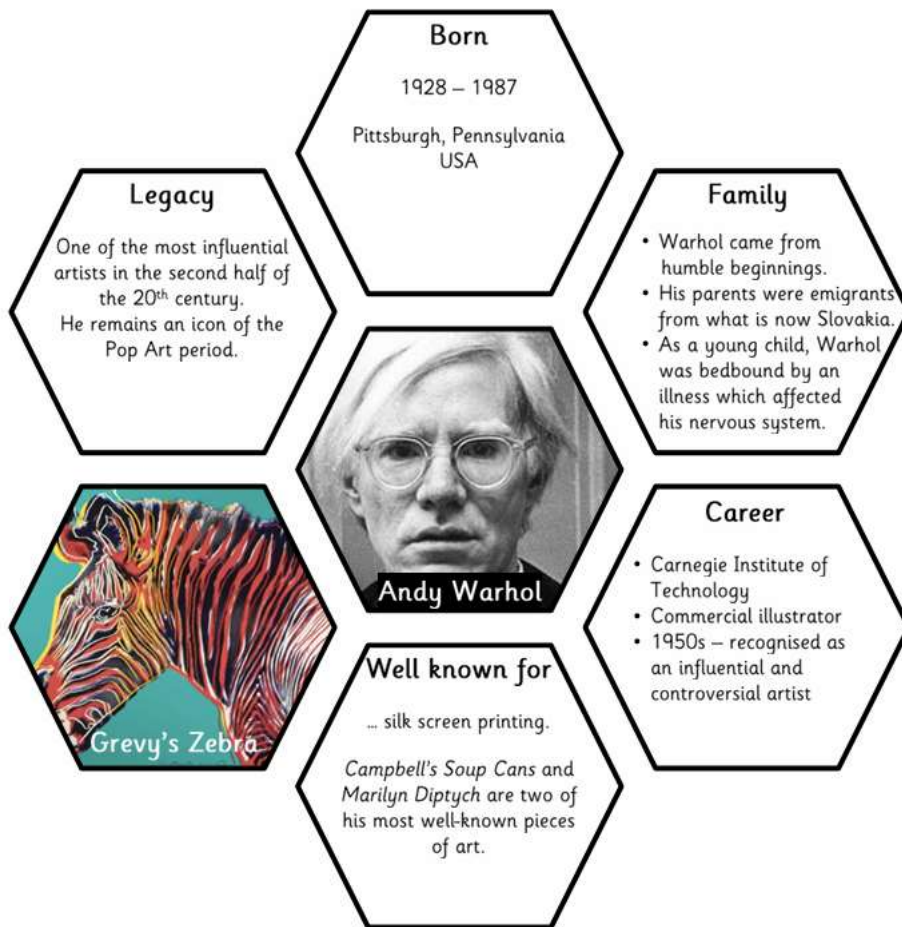 Born
1928 – 1987
Pittsburgh, Pennsylvania
USA
Legacy
One of the most influential
artists in the second half of
the 20th century.
He remains an icon of the
Pop Art period.
Family
• Warhol came from
humble beginnings.
• His parents were emigrants
from what is now Slovakia.
• As a young child, Warhol
was bedbound by an
illness which affected
his nervous system.
Andy Warhol
Grevy's Zebra
Career
• Carnegie Institute of
Technology
• Commercial illustrator
• 1950s – recognised as
an influential and
controversial artist
Well known for
... silk screen printing.
Campbell's Soup Cans and
Marilyn Diptych are two of
his most well-known pieces
of art.